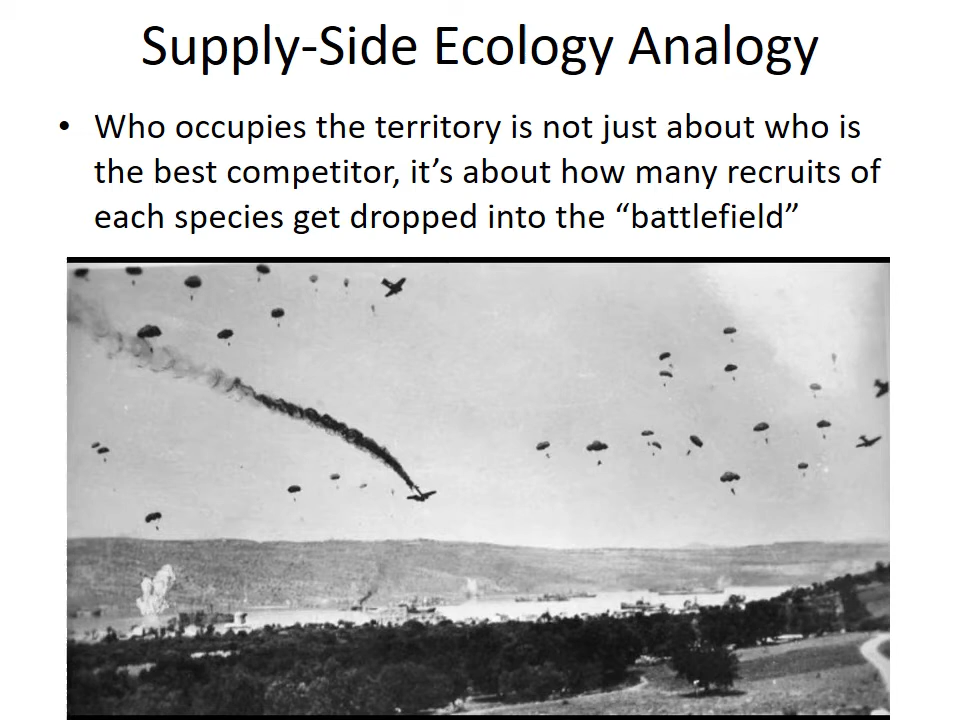 Supply-Side Ecology Analogy
• Who occupies the territory is not just about who is
the best competitor, it’s about how many recruits of
each species get dropped into the “battlefield”